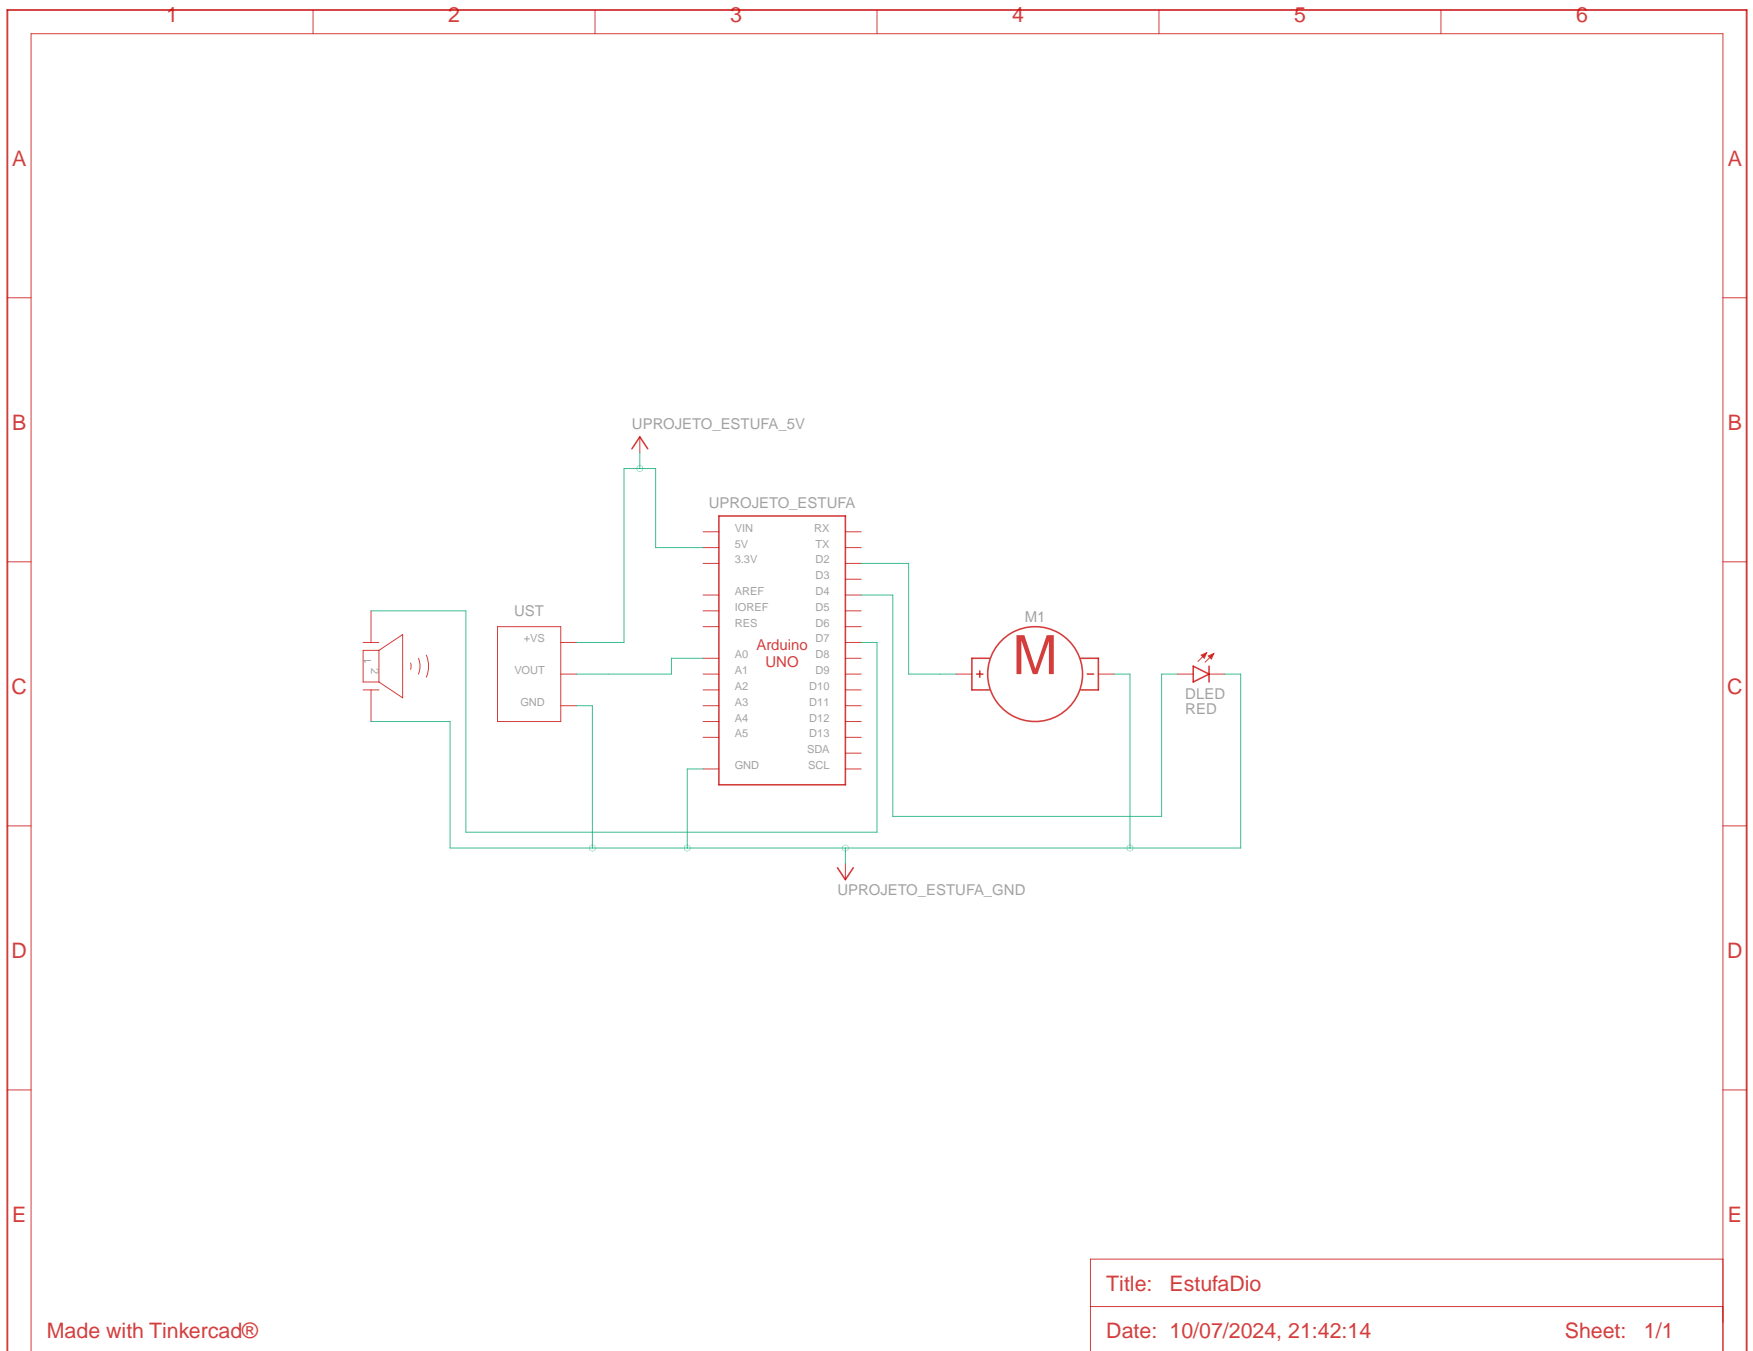 1 2 3 4 5 6
A A
B B
UPROJETO_ESTUFA_5V
UPROJETO_ESTUFA
VIN RX
5V TX
3.3V D2
D3
AREF D4
IOREF D5
RES D6
D7
Arduino
UNO
A0 D8
A1 D9
A2 D10
A3 D11
A4 D12
A5 D13
SDA
GND SCL
UST
+VS
VOUT
GND
1
2
M1
M
+ -
DLED
RED
C C
UPROJETO_ESTUFA_GND
D D
E E
Title: EstufaDio
Made with Tinkercad®
Date: 10/07/2024, 21:42:14 Sheet: 1/1